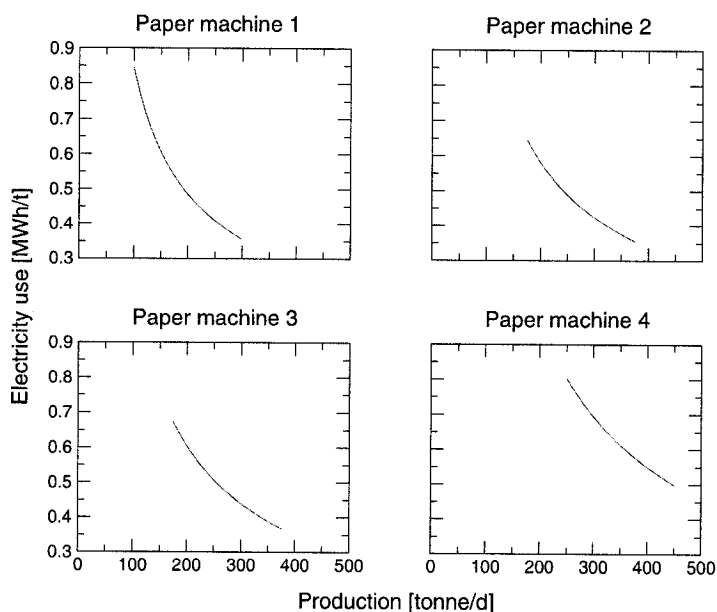 Paper machine 1
Paper machine 2
0.9
0.8
0.7
0.6
0.5
0.4
0.3
Electricity use [MWh/t]
Paper machine 3
Paper machine 4
0.9
0.8
0.7
0.6
0.5
0.4
0.3
0 100 200 300 400 500 0 100 200 300 400 500
Production [tonne/d]